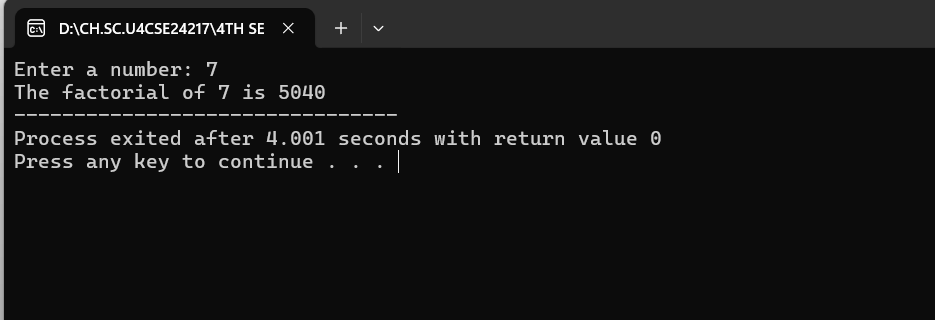 D:\CH.SC.U4CSE24217\4TH SE
Enter a number: 7
The factorial of 7 is 5040
--------------------------------
Process exited after 4.001 seconds with return value 0
Press any key to continue . . .